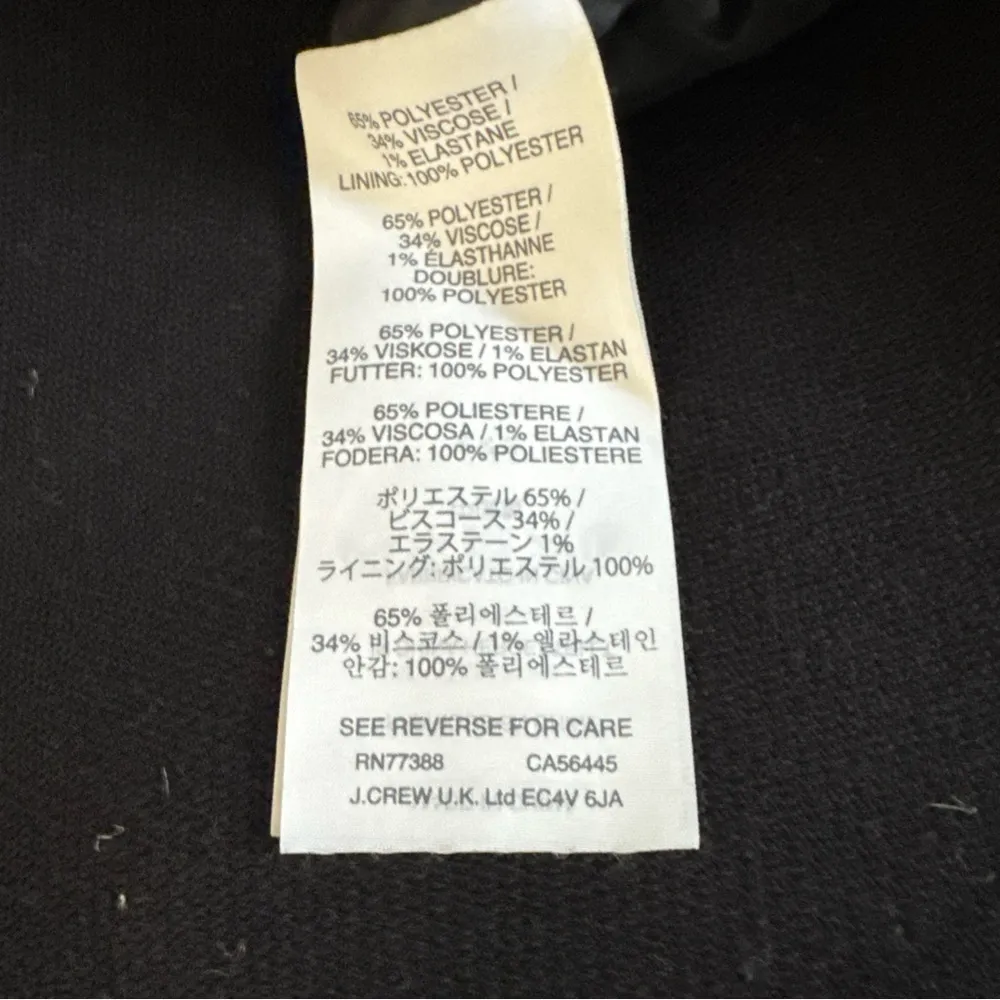 65% POLYESTER /
34% VISCOSE /
1% ELASTANE
LINING: 100% POLYESTER
65% POLYESTER /
34% VISCOSE /
1% ÉLASTHANNE
DOUBLURE:
100% POLYESTER
65% POLYESTER /
34% VISKOSE / 1% ELASTAN
FUTTER: 100% POLYESTER
65% POLIESTERE /
34% VISCOSA / 1% ELASTAN
FODERA: 100% POLIESTERE
ポリエステル 65% /
ビスコース 34% /
エラステーン 1%
ライニング: ポリエステル 100%
65% 폴리에스테르 /
34% 비스코스 / 1% 엘라스테인
안감: 100% 폴리에스테르
SEE REVERSE FOR CARE
RN77388 CA56445
J.CREW U.K. Ltd EC4V 6JA